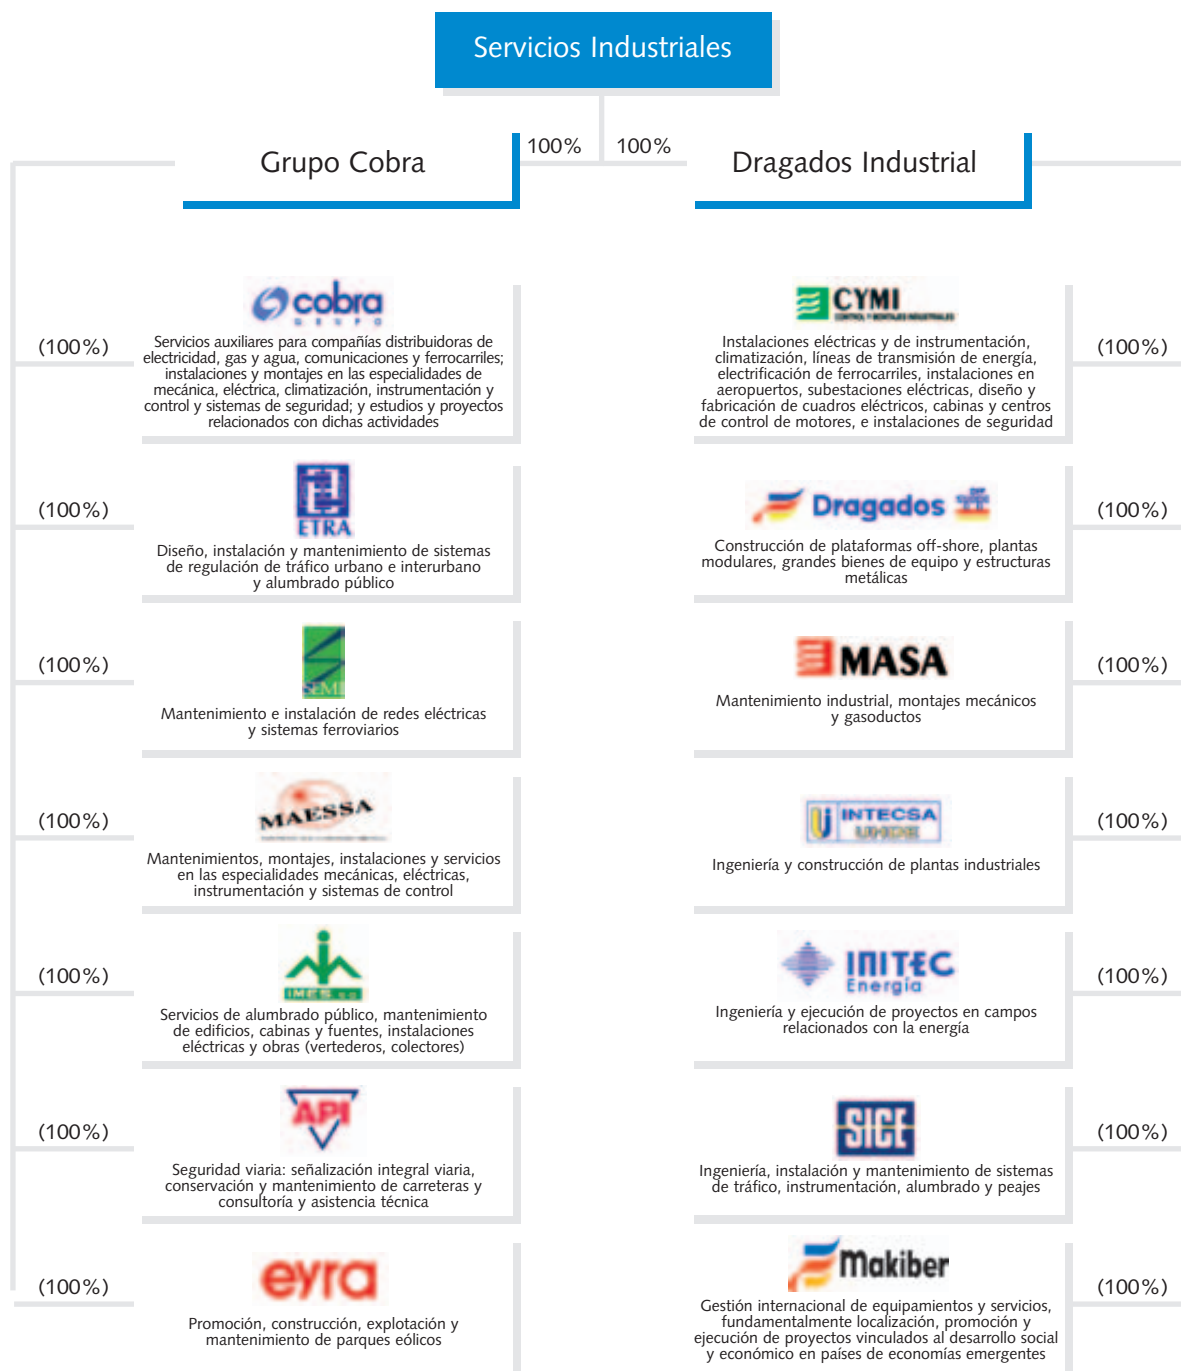 Servicios Industriales
100%
100%
Grupo Cobra
Dragados Industrial
cobra
GRUPO
(100%)
Servicios auxiliares para compañías distribuidoras de
electricidad, gas y agua, comunicaciones y ferrocarriles;
instalaciones y montajes en las especialidades de
mecánica, eléctrica, climatización, instrumentación y
control y sistemas de seguridad; y estudios y proyectos
relacionados con dichas actividades
CYMI
CONTROL Y MONTAJES INDUSTRIALES
(100%)
Instalaciones eléctricas y de instrumentación,
climatización, líneas de transmisión de energía,
electrificación de ferrocarriles, instalaciones en
aeropuertos, subestaciones eléctricas, diseño y
fabricación de cuadros eléctricos, cabinas y centros
de control de motores, e instalaciones de seguridad
ETRA
(100%)
Diseño, instalación y mantenimiento de sistemas
de regulación de tráfico urbano e interurbano
y alumbrado público
Dragados
OFF
(100%)
Construcción de plataformas off-shore, plantas
modulares, grandes bienes de equipo y estructuras
metálicas
SEMI
(100%)
Mantenimiento e instalación de redes eléctricas
y sistemas ferroviarios
MASA
(100%)
Mantenimiento industrial, montajes mecánicos
y gasoductos
MAESSA
(100%)
Mantenimientos, montajes, instalaciones y servicios
en las especialidades mecánicas, eléctricas,
instrumentación y sistemas de control
INTECSA
UHDE
(100%)
Ingeniería y construcción de plantas industriales
IMES s.a.
(100%)
Servicios de alumbrado público, mantenimiento
de edificios, cabinas y fuentes, instalaciones
eléctricas y obras (vertederos, colectores)
INITEC
Energía
(100%)
Ingeniería y ejecución de proyectos en campos
relacionados con la energía
API
(100%)
Seguridad viaria: señalización integral viaria,
conservación y mantenimiento de carreteras y
consultoría y asistencia técnica
SICE
(100%)
Ingeniería, instalación y mantenimiento de sistemas
de tráfico, instrumentación, alumbrado y peajes
eyra
(100%)
Promoción, construcción, explotación y
mantenimiento de parques eólicos
Makiber
(100%)
Gestión internacional de equipamientos y servicios,
fundamentalmente localización, promoción y
ejecución de proyectos vinculados al desarrollo social
y económico en países de economías emergentes